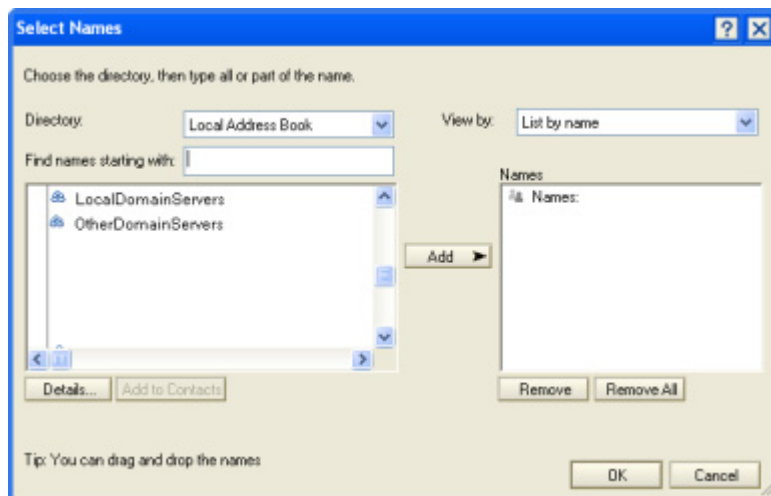 Select Names
Choose the directory, then type all or part of the name.
Directory: Local Address Book View by: List by name
Find names starting with:
Names
LocalDomainServers
OtherDomainServers
Names:
Add
Details... Add to Contacts Remove Remove All
Tip: You can drag and drop the names
OK Cancel